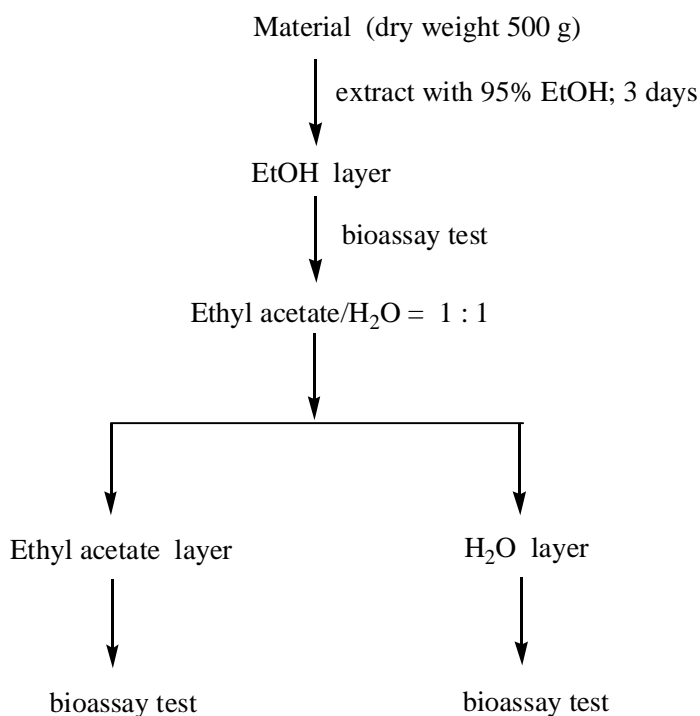 Material (dry weight 500 g)
extract with 95% EtOH; 3 days
EtOH layer
bioassay test
Ethyl acetate/H₂O = 1 : 1
Ethyl acetate layer
H₂O layer
bioassay test
bioassay test